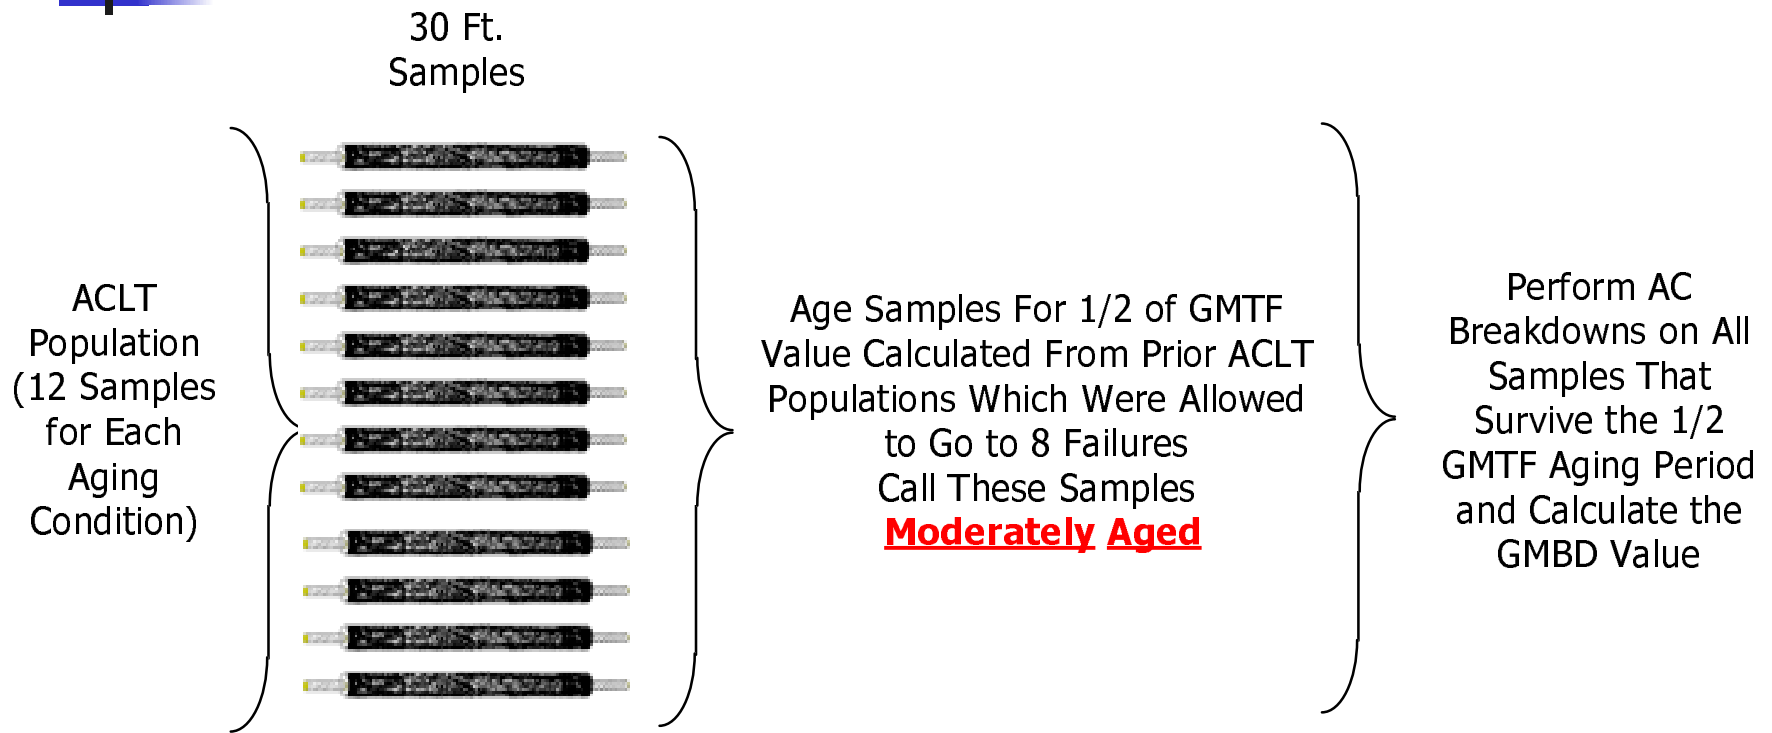 30 Ft.
Samples
ACLT
Population
(12 Samples
for Each
Aging
Condition)
Age Samples For 1/2 of GMTF
Value Calculated From Prior ACLT
Populations Which Were Allowed
to Go to 8 Failures
Call These Samples
Moderately Aged
Perform AC
Breakdowns on All
Samples That
Survive the 1/2
GMTF Aging Period
and Calculate the
GMBD Value